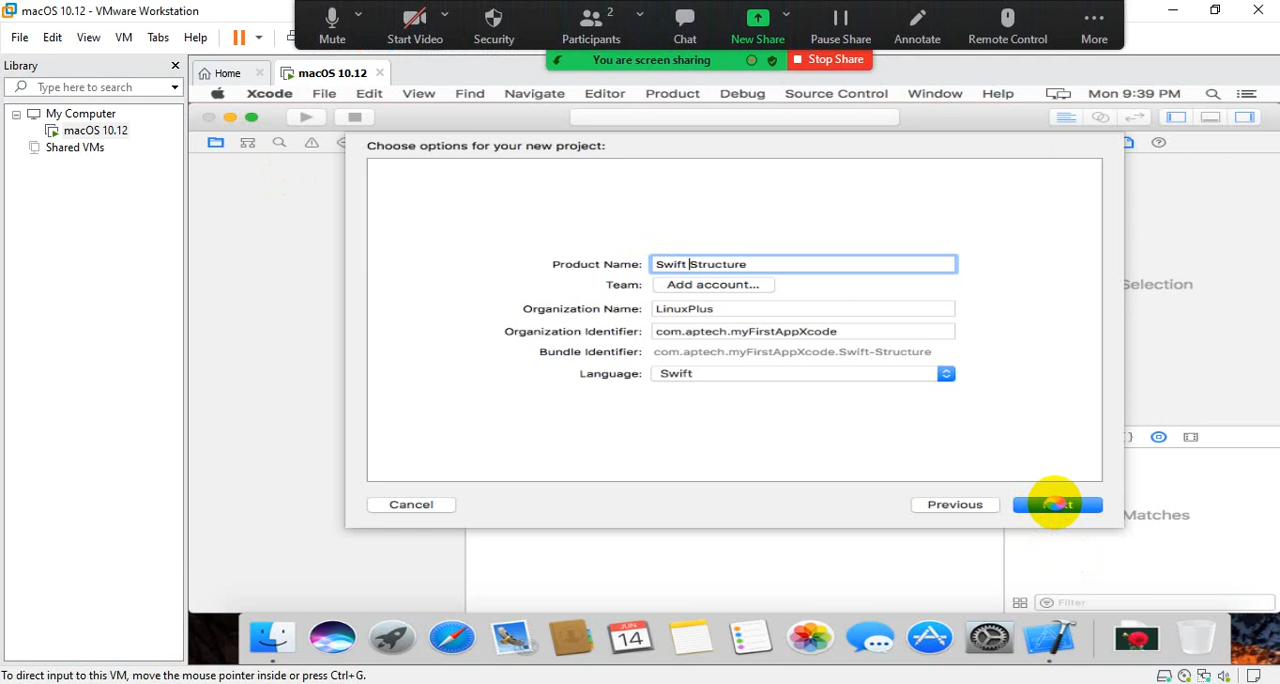 macOS 10.12 - VMware Workstation
File Edit View VM Tabs Help
Mute Start Video Security Participants 2 Chat New Share Pause Share Annotate Remote Control More
You are screen sharing Stop Share
Library
Type here to search
My Computer
macOS 10.12
Shared VMs
Home macOS 10.12
Xcode File Edit View Find Navigate Editor Product Debug Source Control Window Help Mon 9:39 PM
Choose options for your new project:
Product Name: Swift Structure
Team: Add account...
Organization Name: LinuxPlus
Organization Identifier: com.aptech.myFirstAppXcode
Bundle Identifier: com.aptech.myFirstAppXcode.Swift-Structure
Language: Swift
Cancel Previous
Selection
Matches
Filter
JUN
14
To direct input to this VM, move the mouse pointer inside or press Ctrl+G.